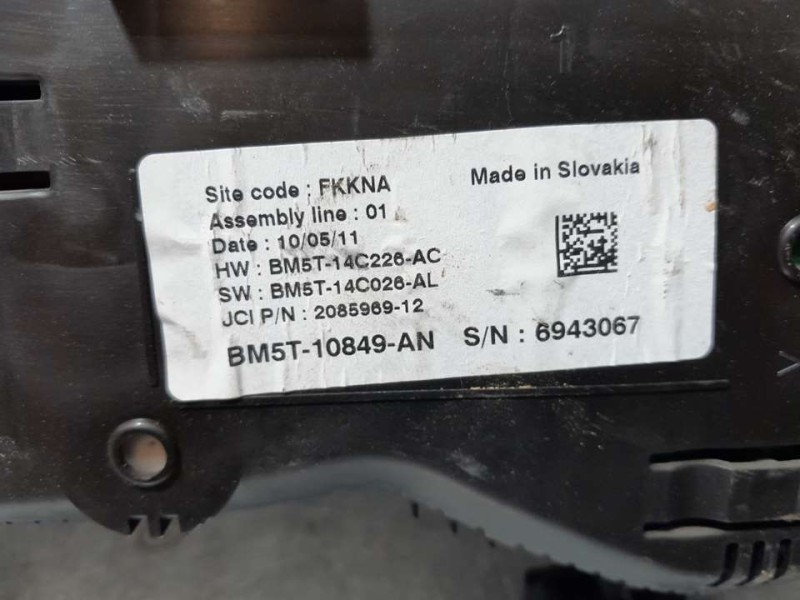 1
Site code : FKKNA
Made in Slovakia
Assembly line : 01
Date : 10/05/11
HW : BM5T-14C226-AC
SW : BM5T-14C026-AL
JCI P/N : 2085969-12
BM5T-10849-AN S/N : 6943067